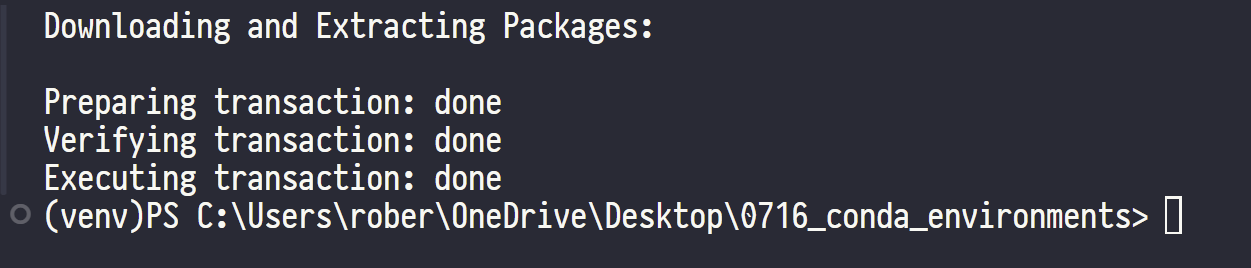 Downloading and Extracting Packages:
Preparing transaction: done
Verifying transaction: done
Executing transaction: done
(venv)PS C:\Users\rober\OneDrive\Desktop\0716_conda_environments>